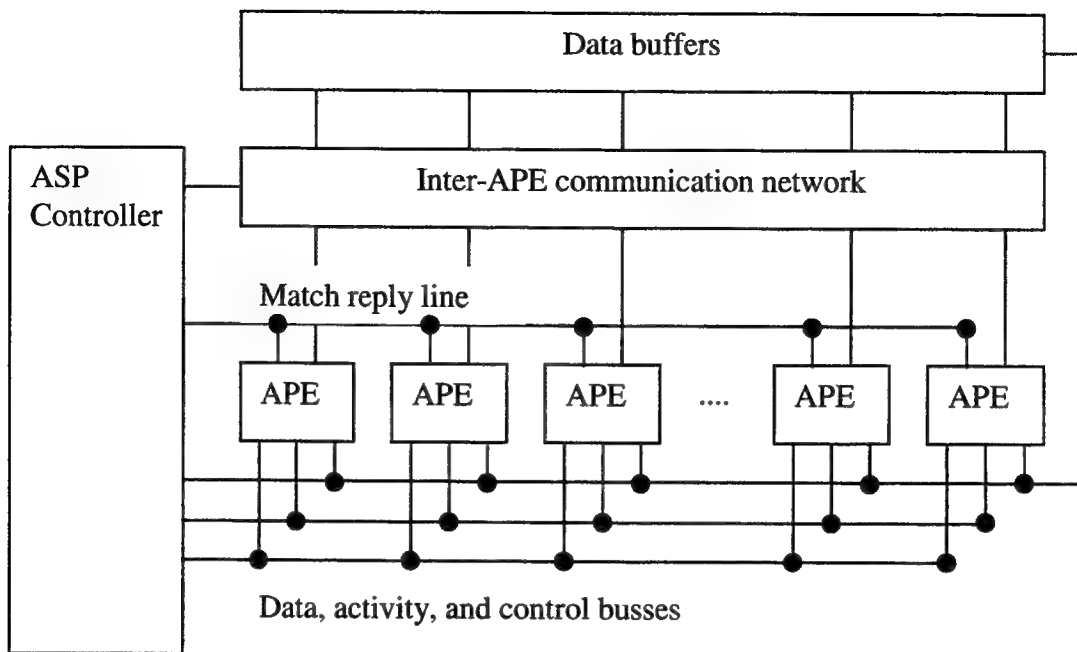 Data buffers
ASP
Controller
Inter-APE communication network
Match reply line
APE APE APE .... APE APE
Data, activity, and control busses